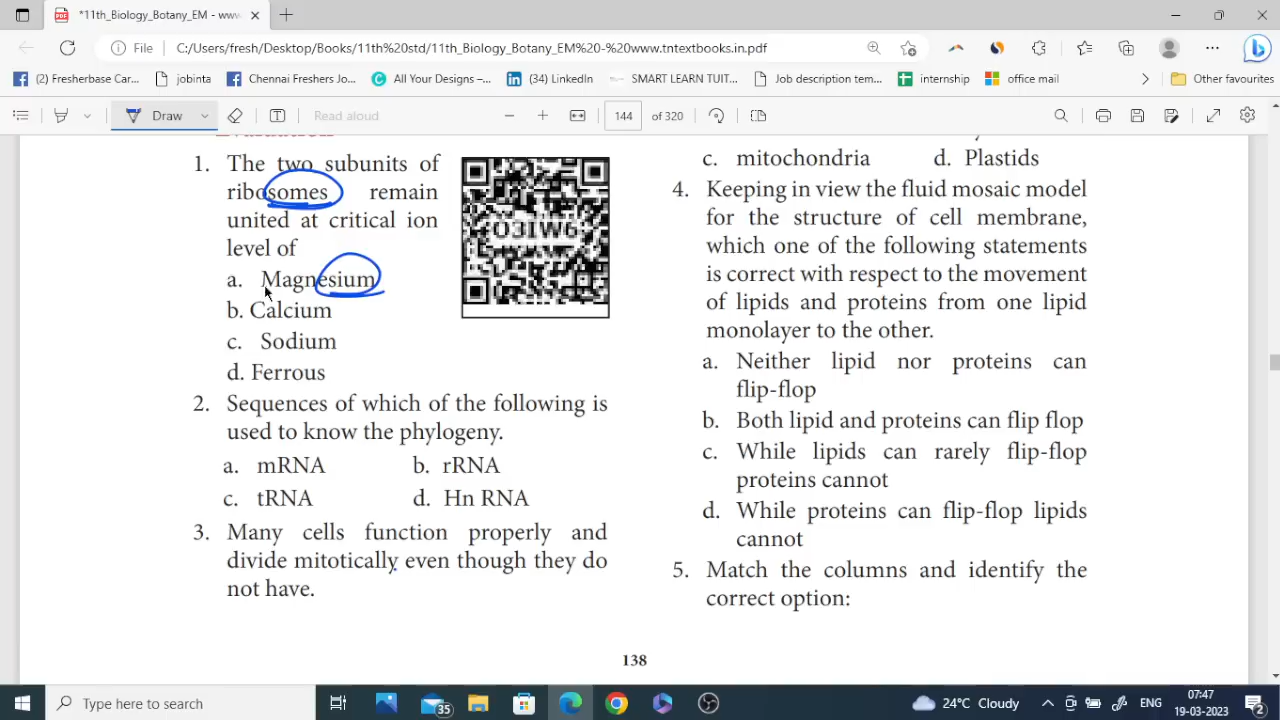 *11th_Biology_Botany_EM - www
File C:/Users/fresh/Desktop/Books/11th%20std/11th_Biology_Botany_EM%20-%20www.tntextbooks.in.pdf
(2) Fresherbase Car... jobinta Chennai Freshers Jo... All Your Designs –... (34) LinkedIn SMART LEARN TUIT... Job description tem... internship office mail Other favourites
Draw Read aloud 144 of 320
1. The two subunits of
ribosomes remain
united at critical ion
level of
a. Magnesium
b. Calcium
c. Sodium
d. Ferrous
O31W6
2. Sequences of which of the following is
used to know the phylogeny.
a. mRNA b. rRNA
c. tRNA d. Hn RNA
3. Many cells function properly and
divide mitotically even though they do
not have.
c. mitochondria d. Plastids
4. Keeping in view the fluid mosaic model
for the structure of cell membrane,
which one of the following statements
is correct with respect to the movement
of lipids and proteins from one lipid
monolayer to the other.
a. Neither lipid nor proteins can
flip-flop
b. Both lipid and proteins can flip flop
c. While lipids can rarely flip-flop
proteins cannot
d. While proteins can flip-flop lipids
cannot
5. Match the columns and identify the
correct option:
138
Type here to search 35 24°C Cloudy ENG 07:47
19-03-2023 2